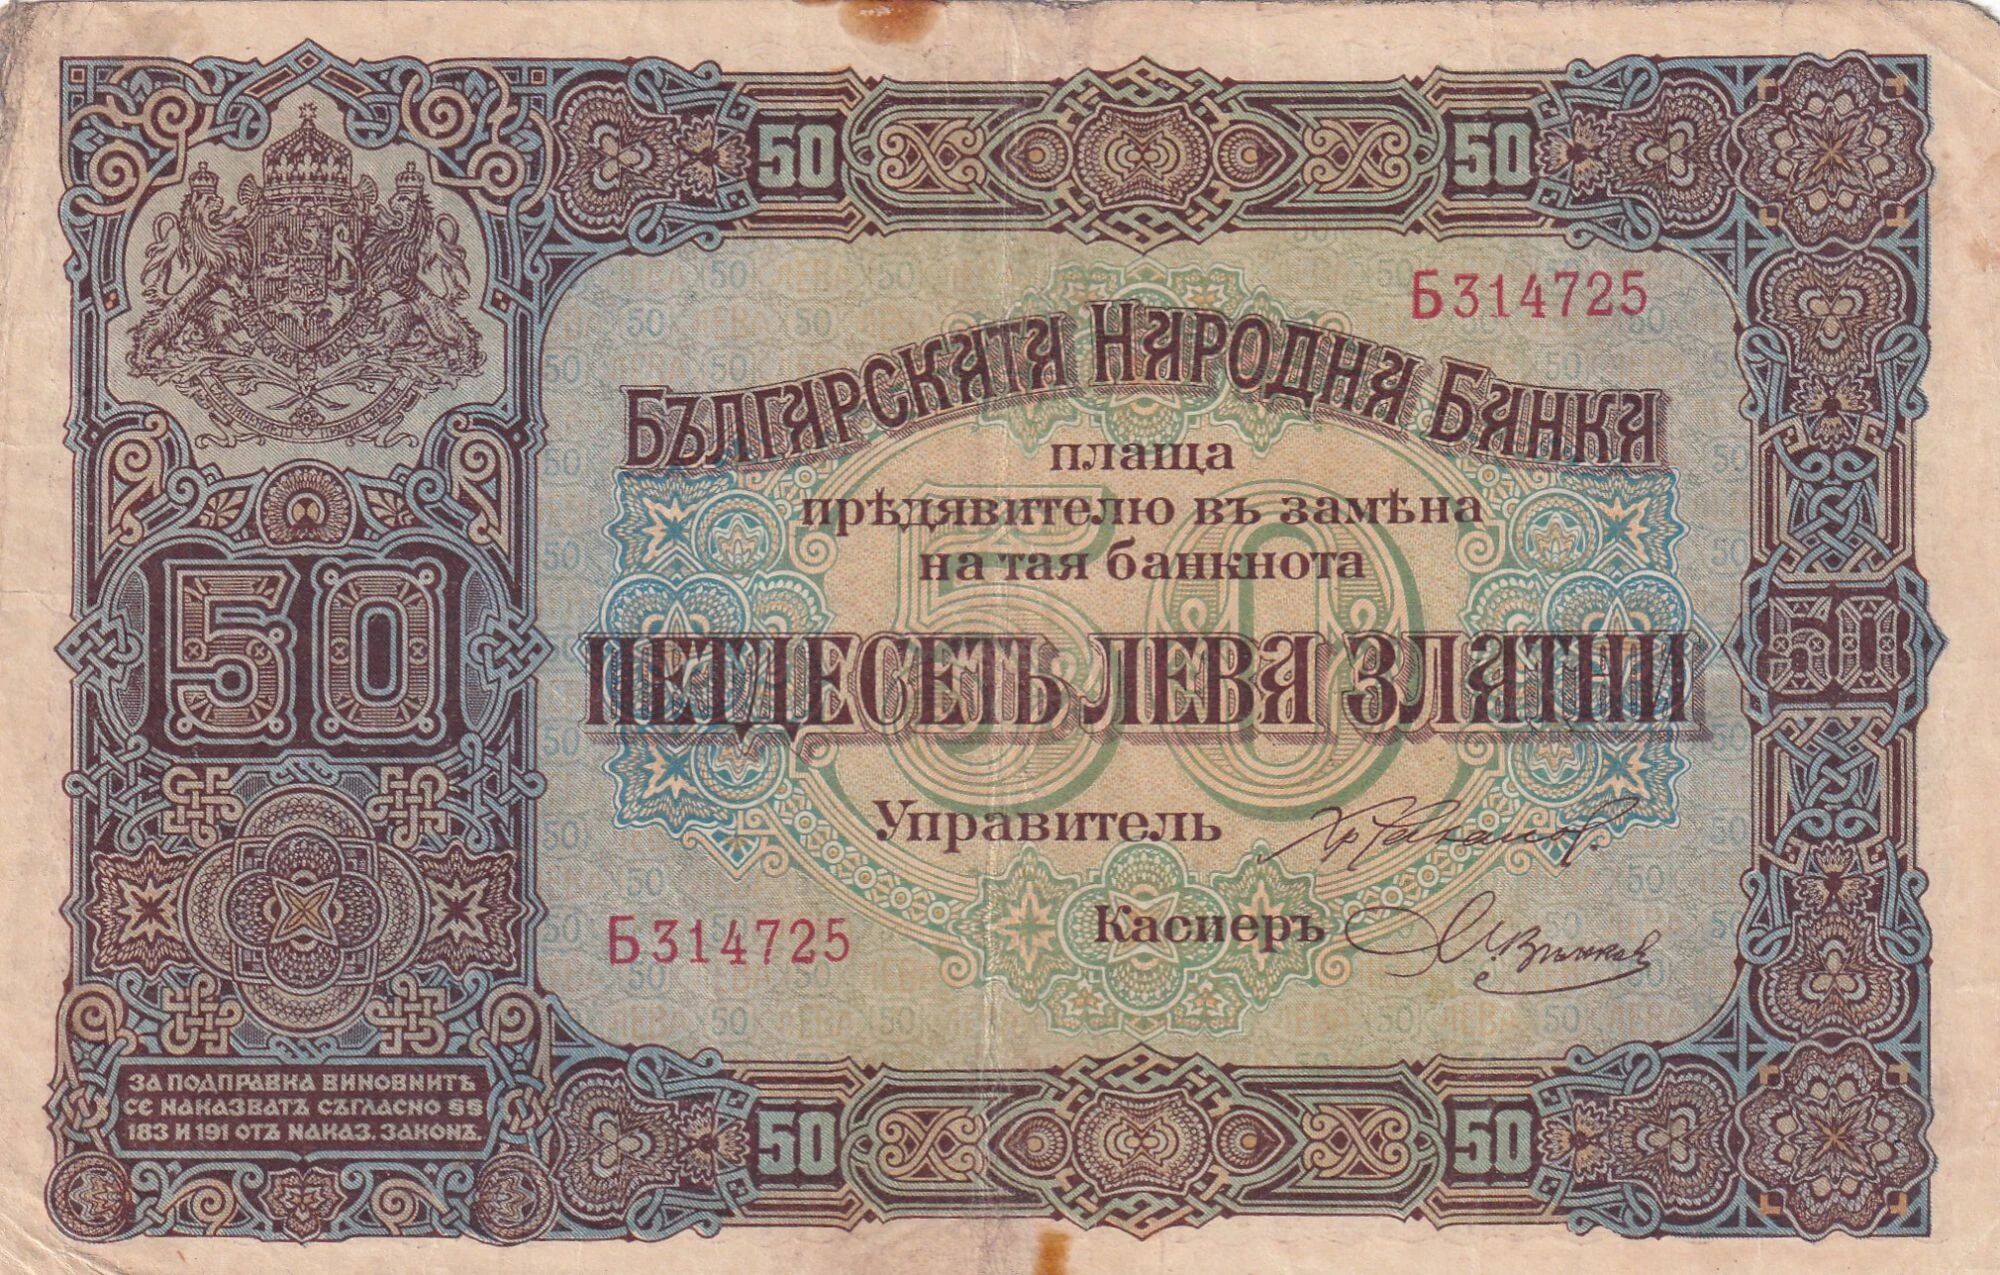 50
50
Б314725
БЪЛГАРСКАТА НАРОДНА БАНКА
плаща
прѣдявителю въ замѣна
на тая банкнота
50
50
ПЕТДЕСЕТЬ ЛЕВА ЗЛАТНИ
50
Управитель
Касиеръ
Б314725
ЗА ПОДПРАВКА ВИНОВНИТѢ
СЕ НАКАЗВАТЪ СЪГЛАСНО §§
183 И 191 ОТЪ НАКАЗ. ЗАКОНЪ.
50
50